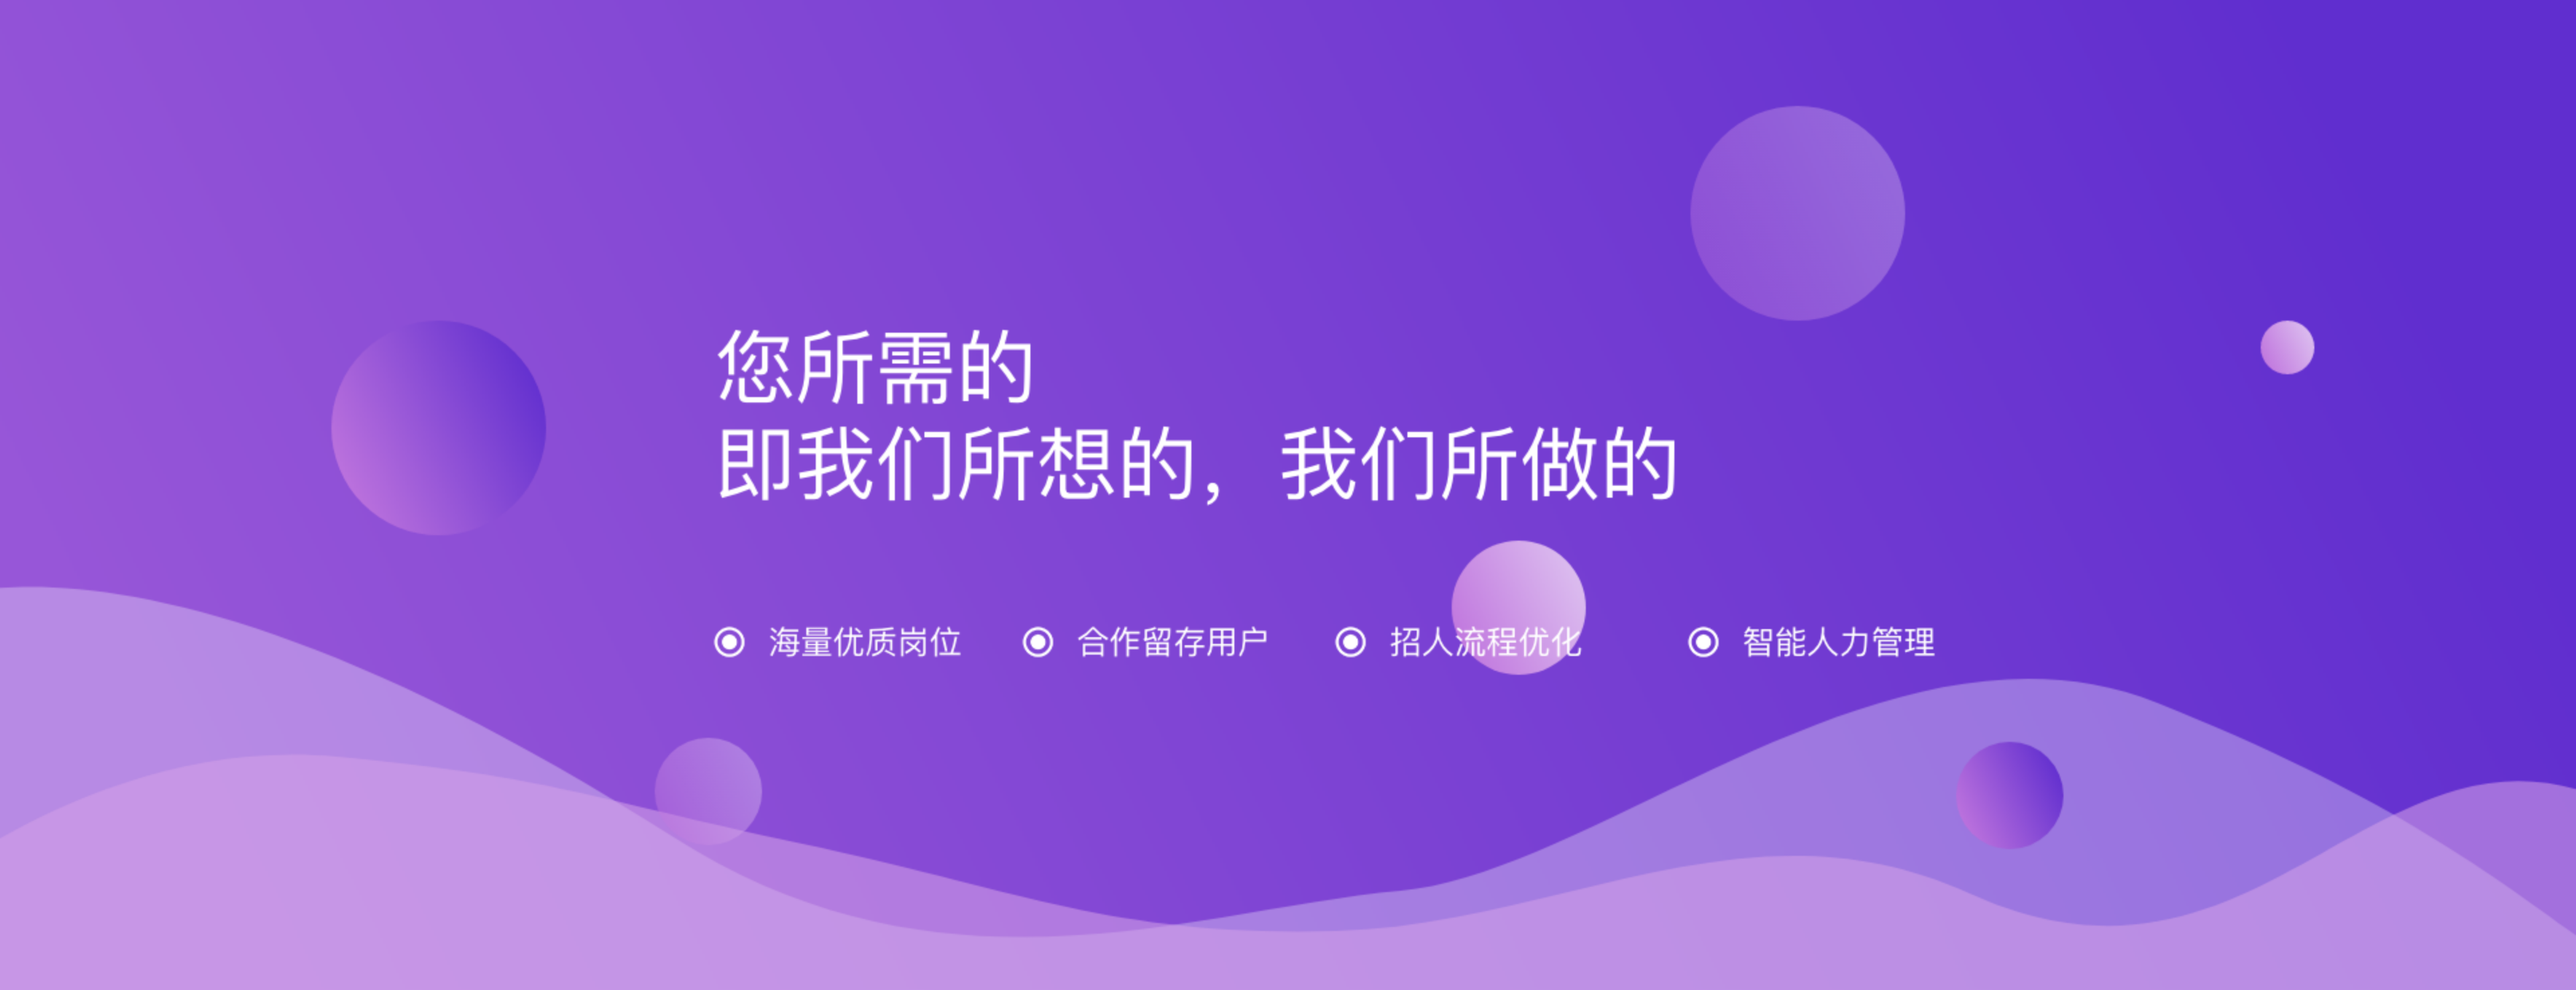 您所需的
即我们所想的，我们所做的
海量优质岗位 合作留存用户 招人流程优化 智能人力管理